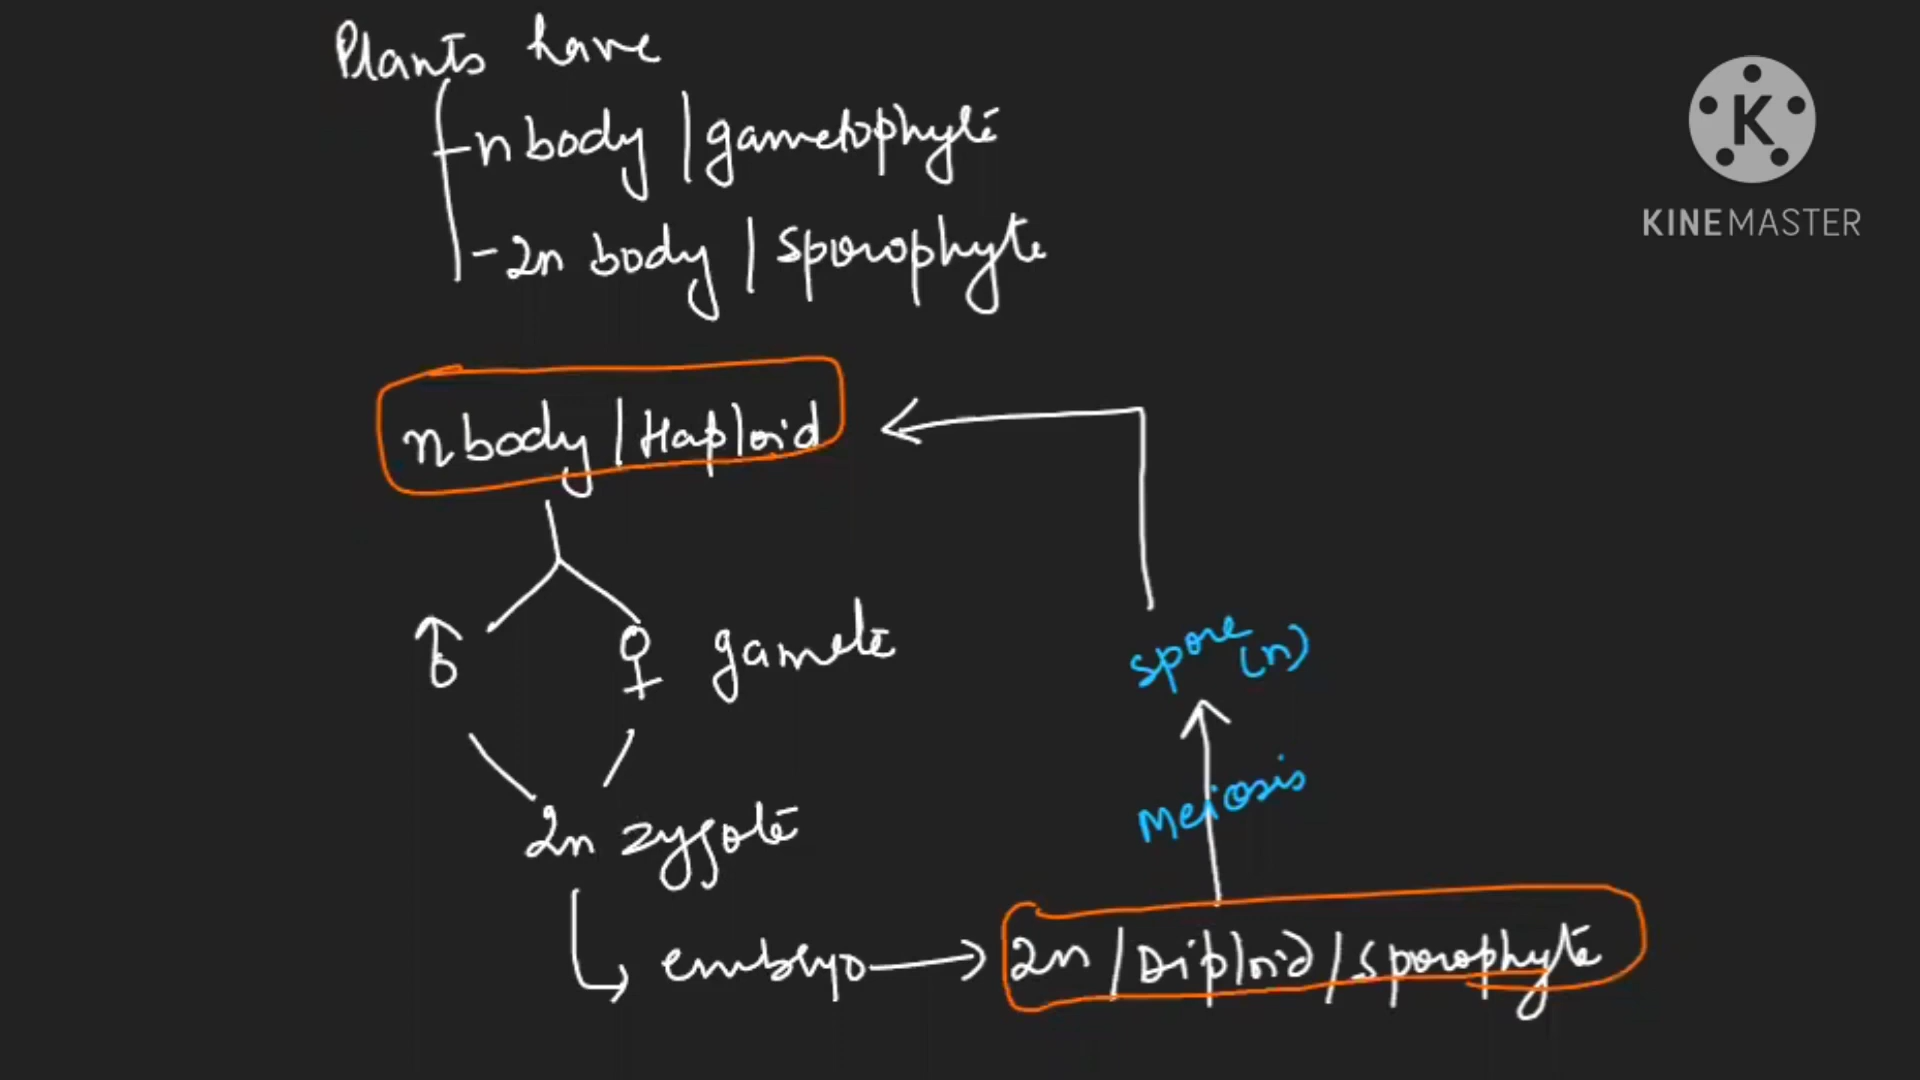 Plants have
- n body | gametophyte
- 2n body | sporophyte
n body | Haploid
♂ ♀ gamete
2n zygote
embryo
2n / Diploid / sporophyte
Meiosis
spore (n)
K
KINEMASTER